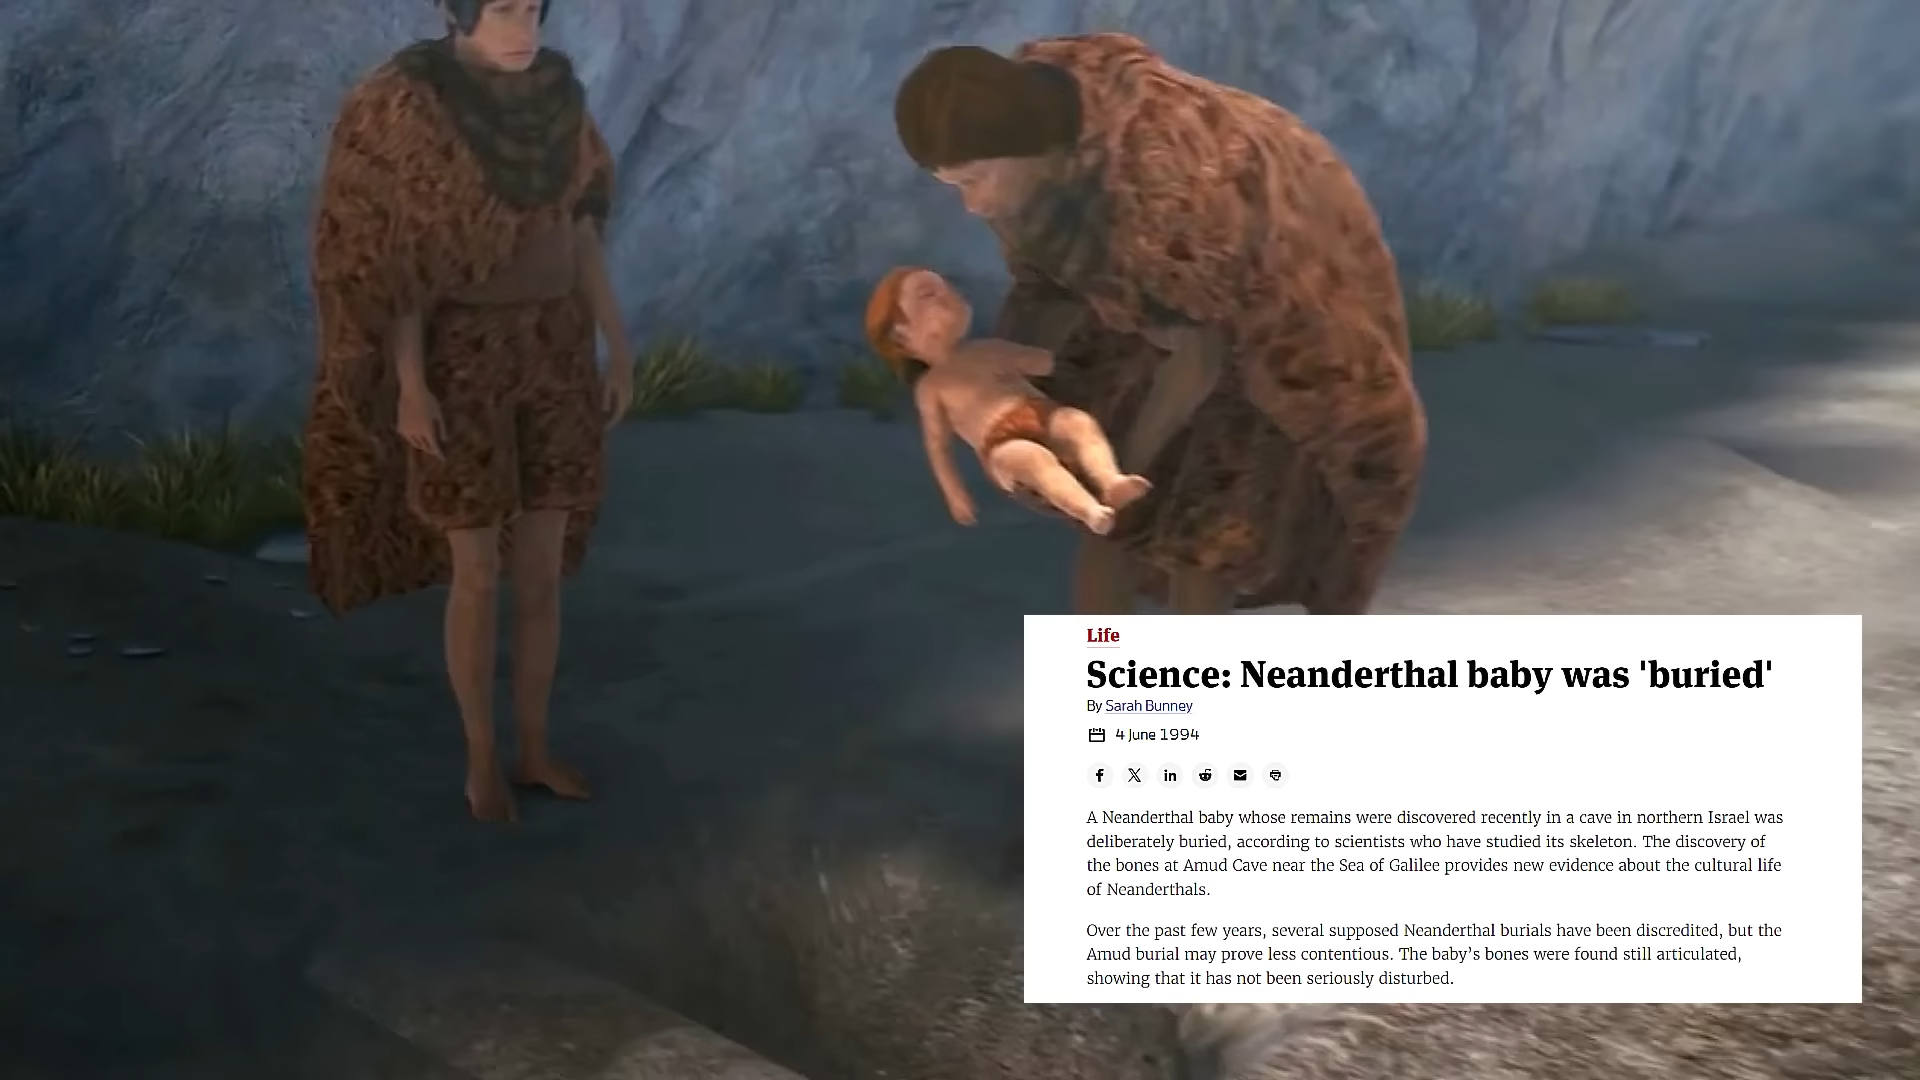 Life
Science: Neanderthal baby was 'buried'
By Sarah Bunney
4 June 1994
A Neanderthal baby whose remains were discovered recently in a cave in northern Israel was
deliberately buried, according to scientists who have studied its skeleton. The discovery of
the bones at Amud Cave near the Sea of Galilee provides new evidence about the cultural life
of Neanderthals.
Over the past few years, several supposed Neanderthal burials have been discredited, but the
Amud burial may prove less contentious. The baby’s bones were found still articulated,
showing that it has not been seriously disturbed.